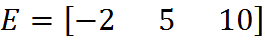 E = [−2 5 10]